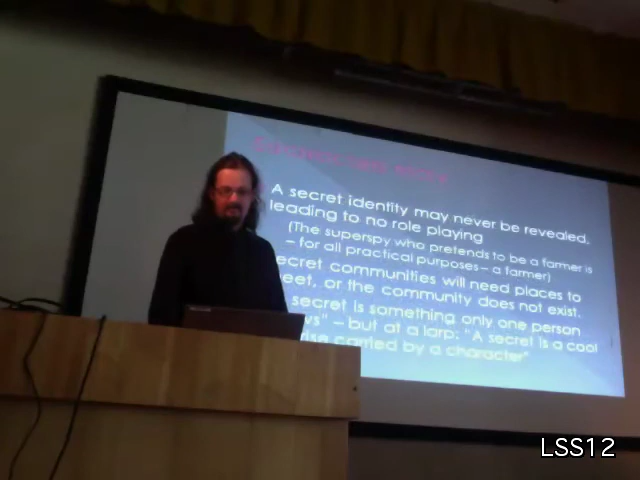 A secret identity may never be revealed,
leading to no role playing
(The superspy who pretends to be a farmer is
– for all practical purposes – a farmer)
ecret communities will need places to
eet, or the community does not exist.
secret is something only one person
ws" – but at a larp: "A secret is a cool
rise carried by a character"
LSS12